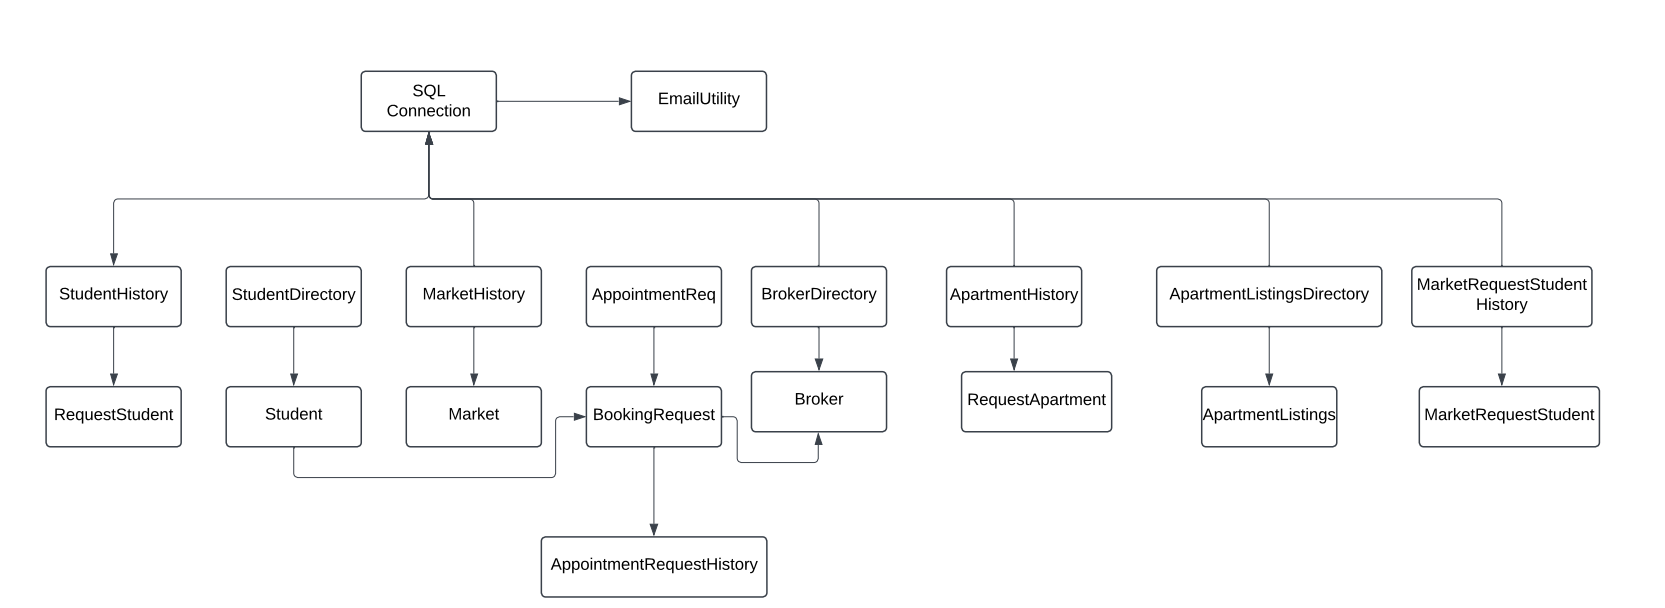 SQL
Connection
EmailUtility
StudentHistory
StudentDirectory
MarketHistory
AppointmentReq
BrokerDirectory
ApartmentHistory
ApartmentListingsDirectory
MarketRequestStudent
History
RequestStudent
Student
Market
BookingRequest
Broker
RequestApartment
ApartmentListings
MarketRequestStudent
AppointmentRequestHistory